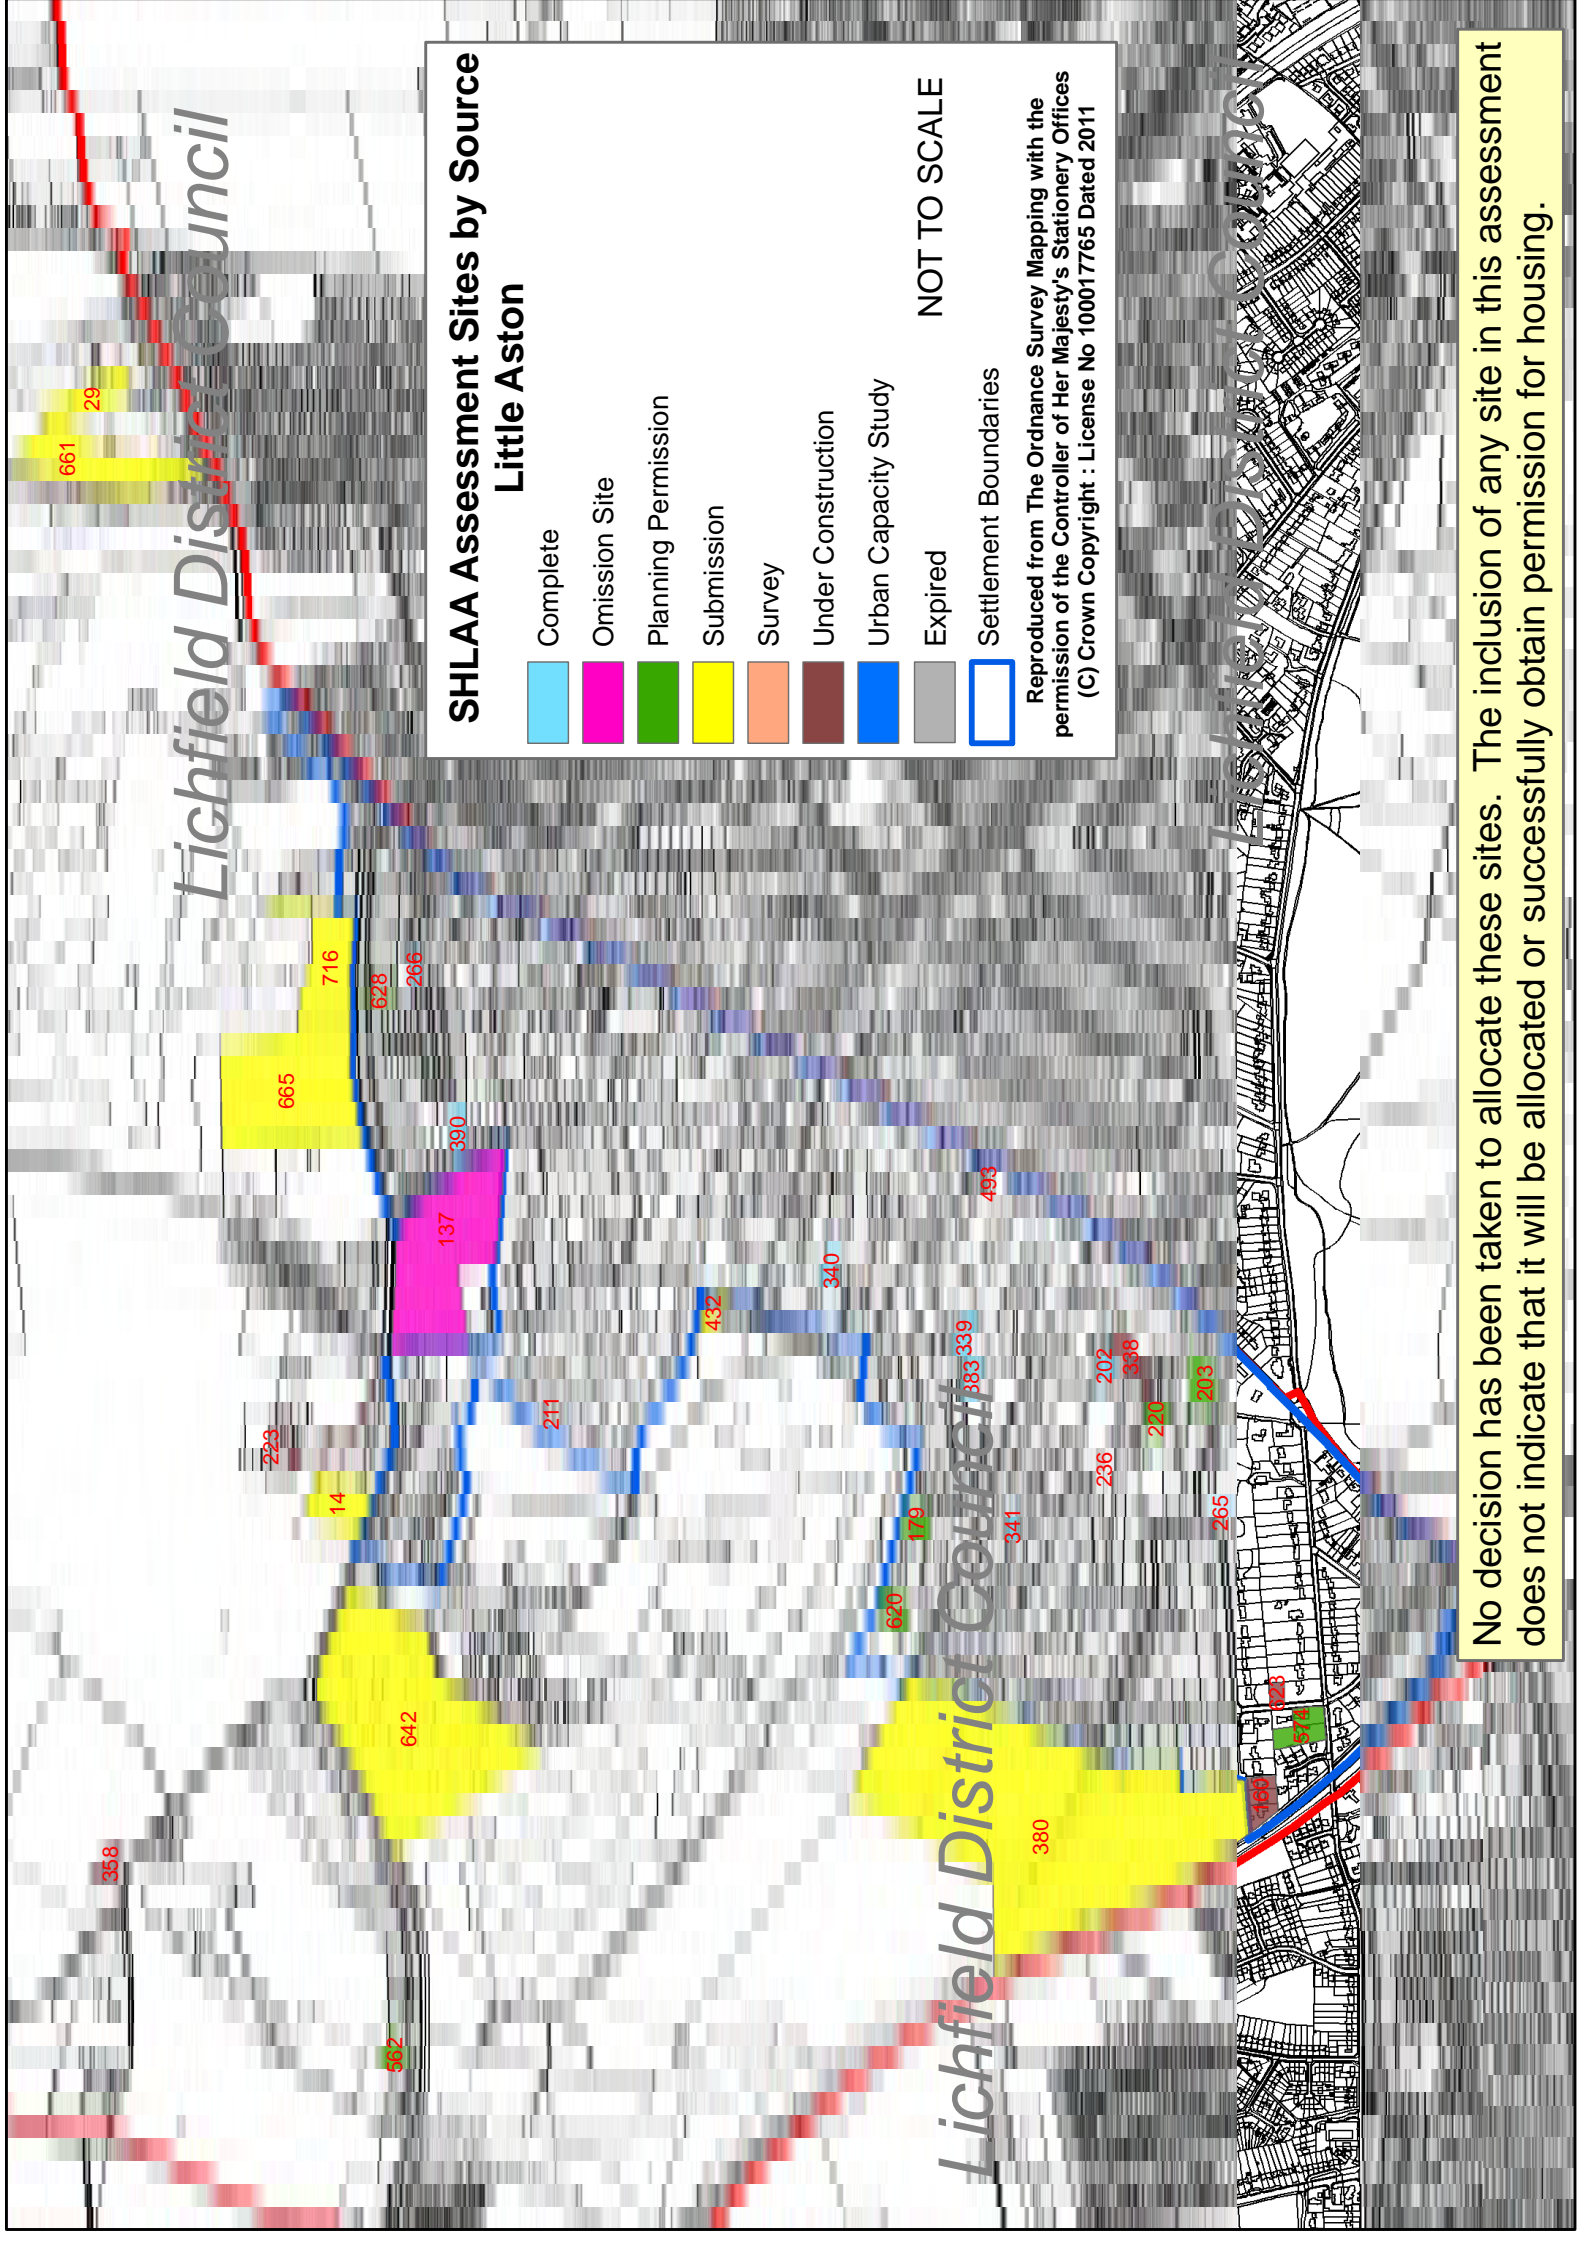 SHLAA Assessment Sites by Source
Little Aston
Complete
Omission Site
Planning Permission
Submission
Survey
Under Construction
Urban Capacity Study
Expired
NOT TO SCALE
Settlement Boundaries
Reproduced from The Ordnance Survey Mapping with the
permission of the Controller of Her Majesty's Stationery Offices
(C) Crown Copyright : License No 100017765 Dated 2011
Lichfield District Council
Lichfield District Council
Lichfield District Council
661
29
716
628
266
665
390
137
493
340
432
339
383
202
338
203
220
211
223
14
236
265
341
179
620
642
380
358
562
623
574
160
No decision has been taken to allocate these sites. The inclusion of any site in this assessment
does not indicate that it will be allocated or successfully obtain permission for housing.